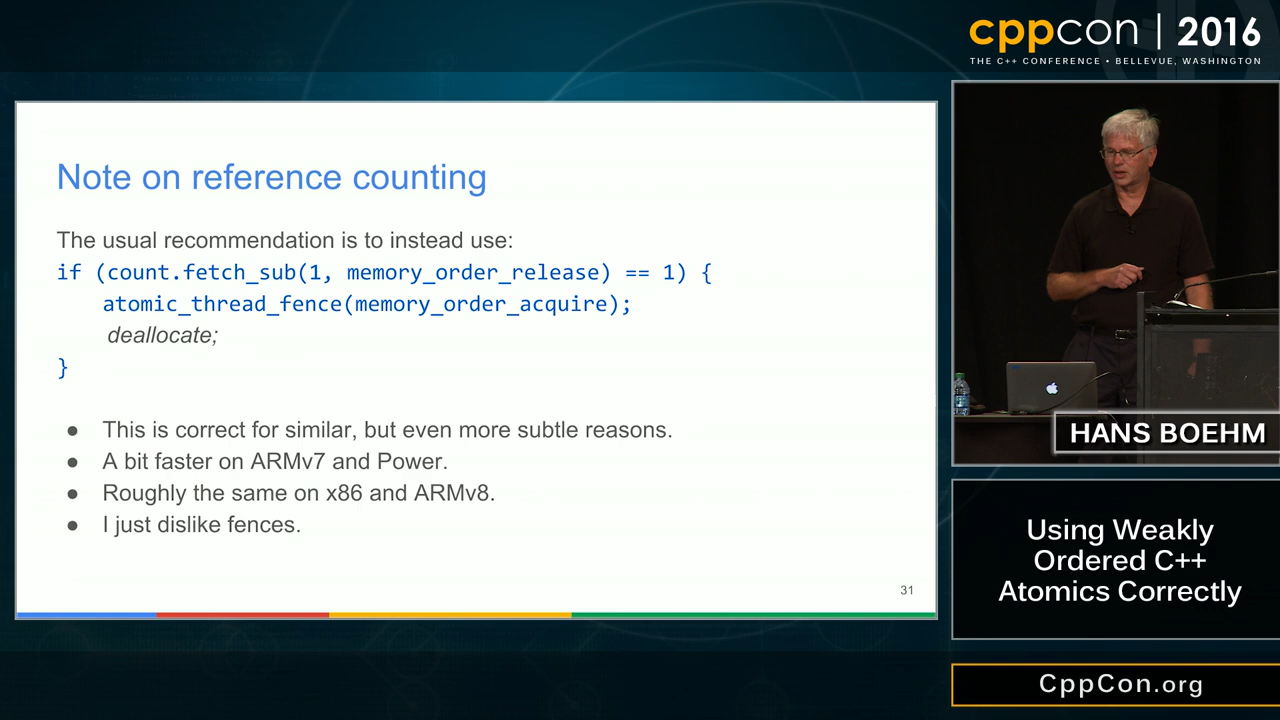 cppcon | 2016
THE C++ CONFERENCE • BELLEVUE, WASHINGTON
Note on reference counting
The usual recommendation is to instead use:
if (count.fetch_sub(1, memory_order_release) == 1) {
atomic_thread_fence(memory_order_acquire);
deallocate;
}
● This is correct for similar, but even more subtle reasons.
● A bit faster on ARMv7 and Power.
● Roughly the same on x86 and ARMv8.
● I just dislike fences.
31
HANS BOEHM
Using Weakly
Ordered C++
Atomics Correctly
CppCon.org